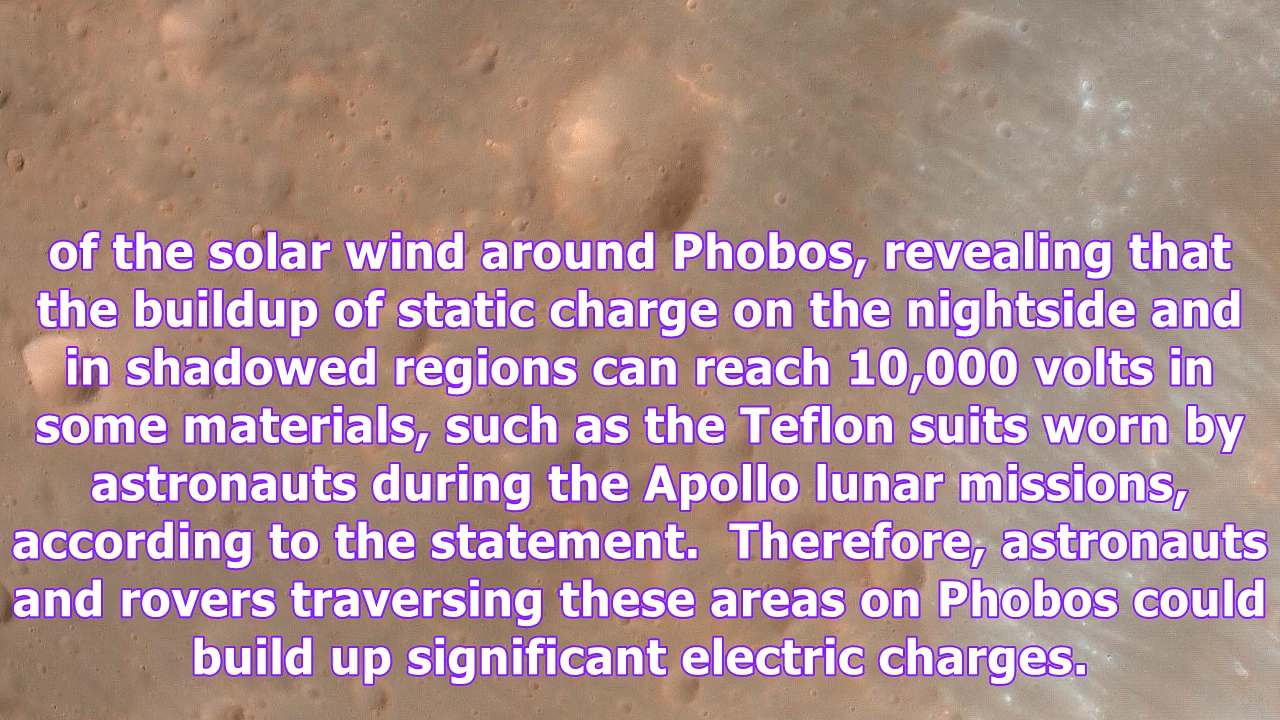 of the solar wind around Phobos, revealing that
the buildup of static charge on the nightside and
in shadowed regions can reach 10,000 volts in
some materials, such as the Teflon suits worn by
astronauts during the Apollo lunar missions,
according to the statement.  Therefore, astronauts
and rovers traversing these areas on Phobos could
build up significant electric charges.